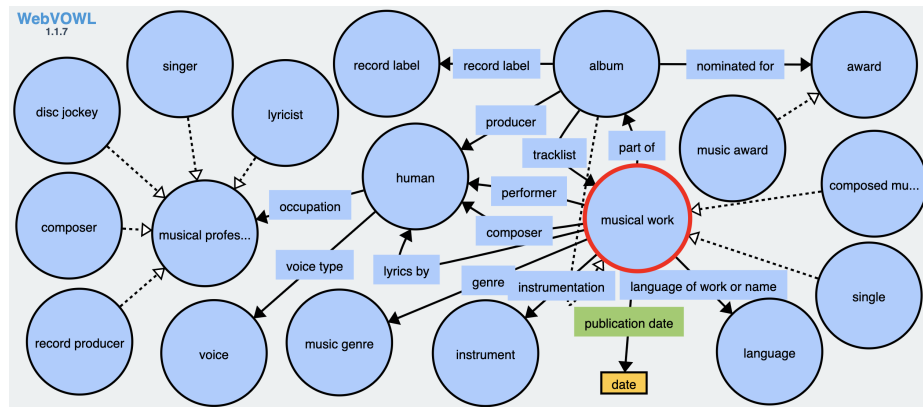 WebVOWL
1.1.7
singer
record label
record label
album
nominated for
award
disc jockey
lyricist
producer
part of
music award
tracklist
human
performer
composed mu...
occupation
musical work
composer
musical profes...
composer
voice type
lyrics by
genre
instrumentation
language of work or name
single
publication date
record producer
voice
music genre
instrument
language
date